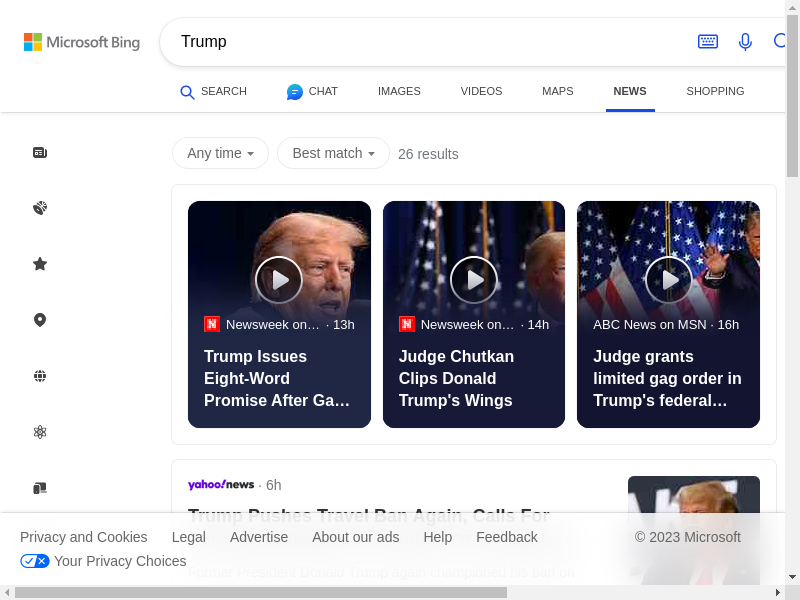 Microsoft Bing
Trump
SEARCH
CHAT
IMAGES
VIDEOS
MAPS
NEWS
SHOPPING
Any time
Best match
26 results
Newsweek on… · 13h
Trump Issues
Eight-Word
Promise After Ga…
Newsweek on… · 14h
Judge Chutkan
Clips Donald
Trump's Wings
ABC News on MSN · 16h
Judge grants
limited gag order in
Trump's federal…
yahoo!news · 6h
Trump Pushes Travel Ban Again, Calls For
Former President Donald Trump again championed his ban on
Privacy and Cookies
Legal
Advertise
About our ads
Help
Feedback
© 2023 Microsoft
Your Privacy Choices